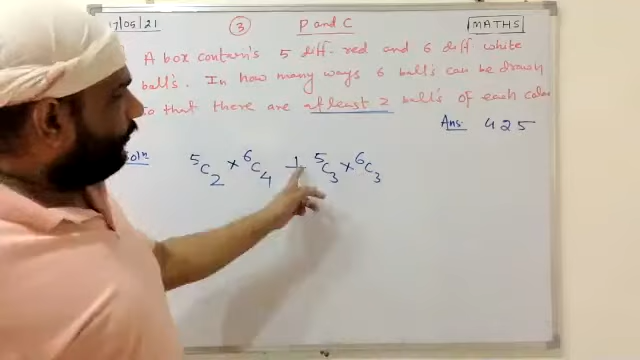 17/05/21 3 P and C MATHS
A box contain's 5 diff. red and 6 diff white
ball's. In how many ways 6 ball's can be drawn
so that there are atleast 2 ball's of each color
Ans: 425
Solⁿ ⁵C₂ × ⁶C₄ + ⁵C₃ × ⁶C₃